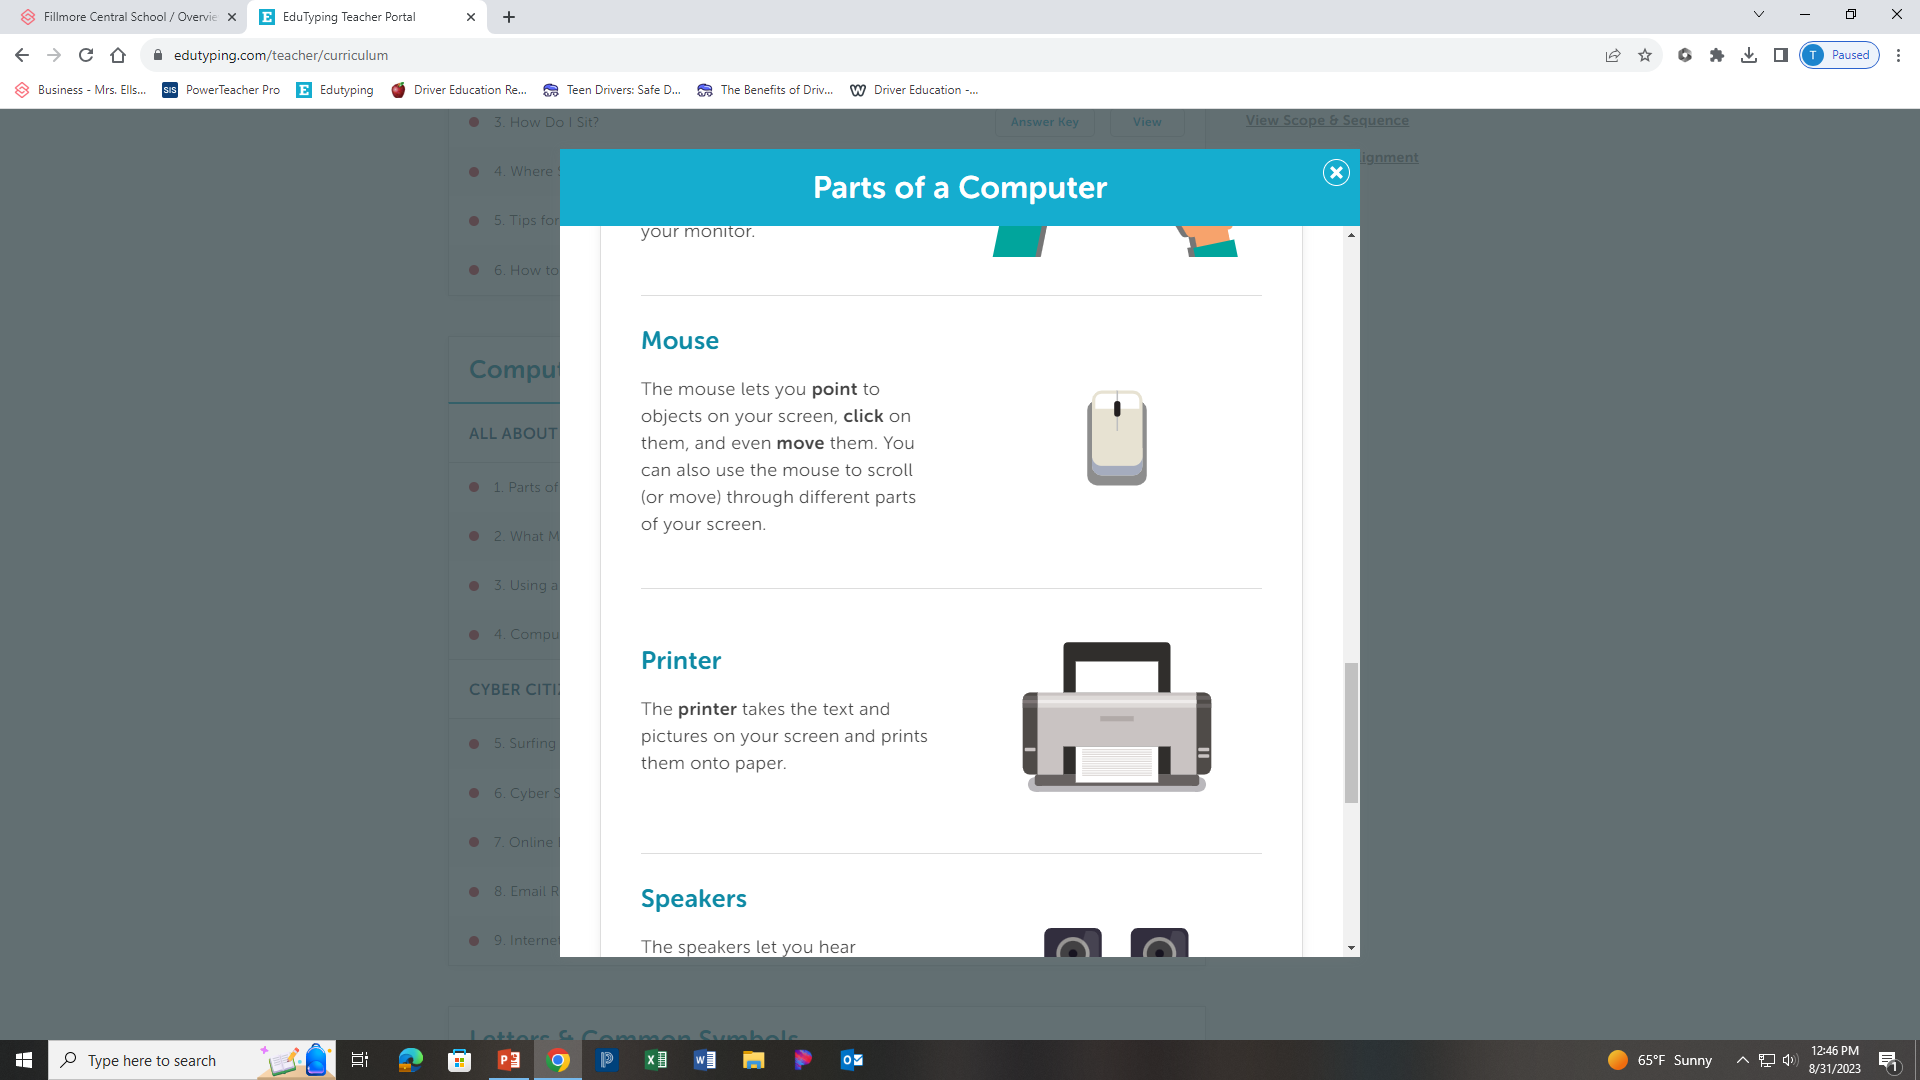 Fillmore Central School / Overvie
EduTyping Teacher Portal
edutyping.com/teacher/curriculum
T Paused
Business - Mrs. Ells...
SIS PowerTeacher Pro
E Edutyping
Driver Education Re...
Teen Drivers: Safe D...
The Benefits of Driv...
W Driver Education -...
3. How Do I Sit?
Answer Key
View
View Scope & Sequence
4. Where S
ignment
5. Tips for
6. How to
Comput
ALL ABOUT
1. Parts of
2. What M
3. Using a
4. Compu
CYBER CITIZ
5. Surfing
6. Cyber S
7. Online
8. Email R
9. Internet
Letters & Common Symbols
Parts of a Computer
your monitor.
Mouse
The mouse lets you point to
objects on your screen, click on
them, and even move them. You
can also use the mouse to scroll
(or move) through different parts
of your screen.
Printer
The printer takes the text and
pictures on your screen and prints
them onto paper.
Speakers
The speakers let you hear
Type here to search
65°F Sunny
12:46 PM
8/31/2023
1